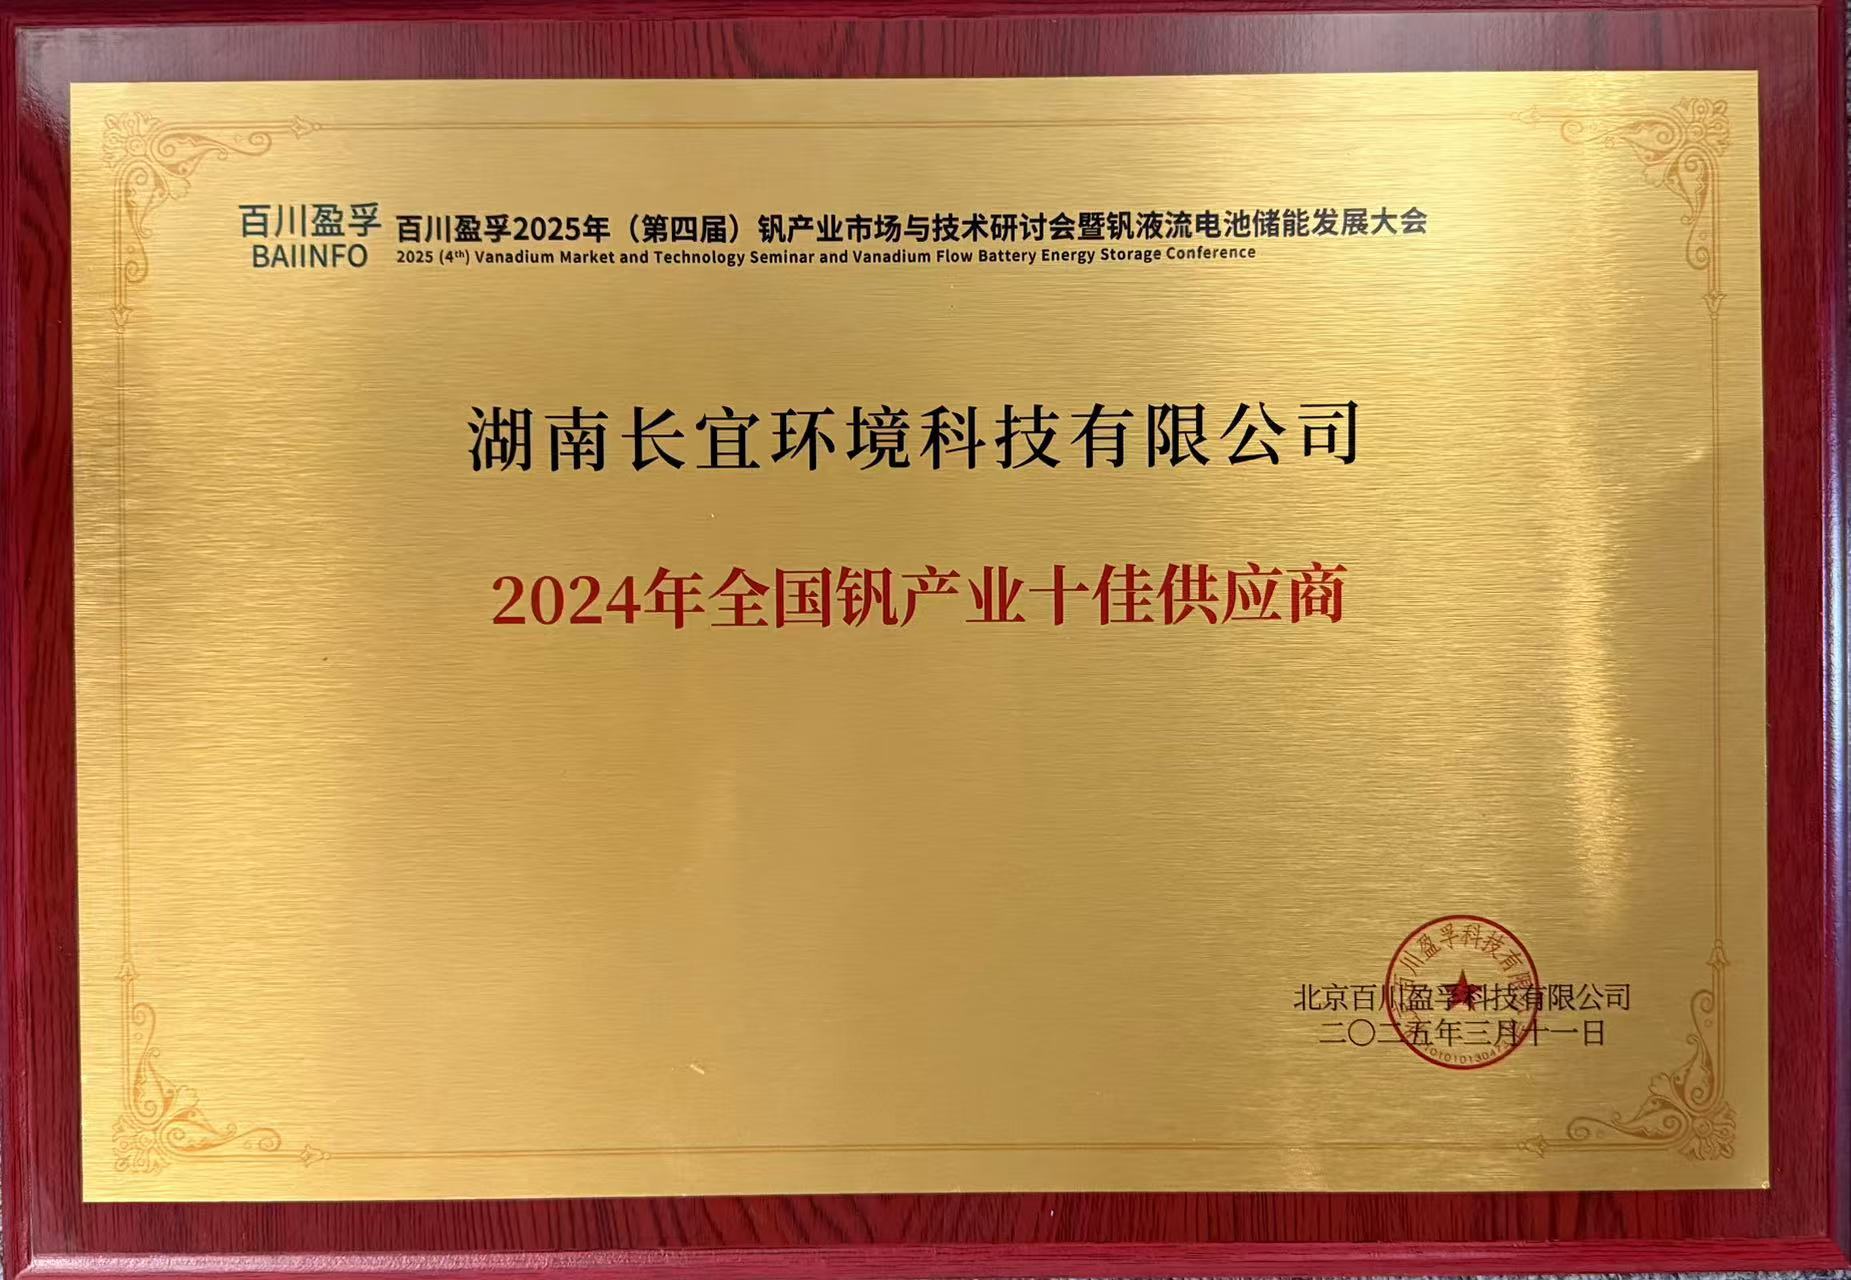 百川盈孚
BAIINFO
百川盈孚2025年（第四届）钒产业市场与技术研讨会暨钒液流电池储能发展大会
2025 (4th) Vanadium Market and Technology Seminar and Vanadium Flow Battery Energy Storage Conference
湖南长宜环境科技有限公司
2024年全国钒产业十佳供应商
北京百川盈孚科技有限公司
二〇二五年三月十一日